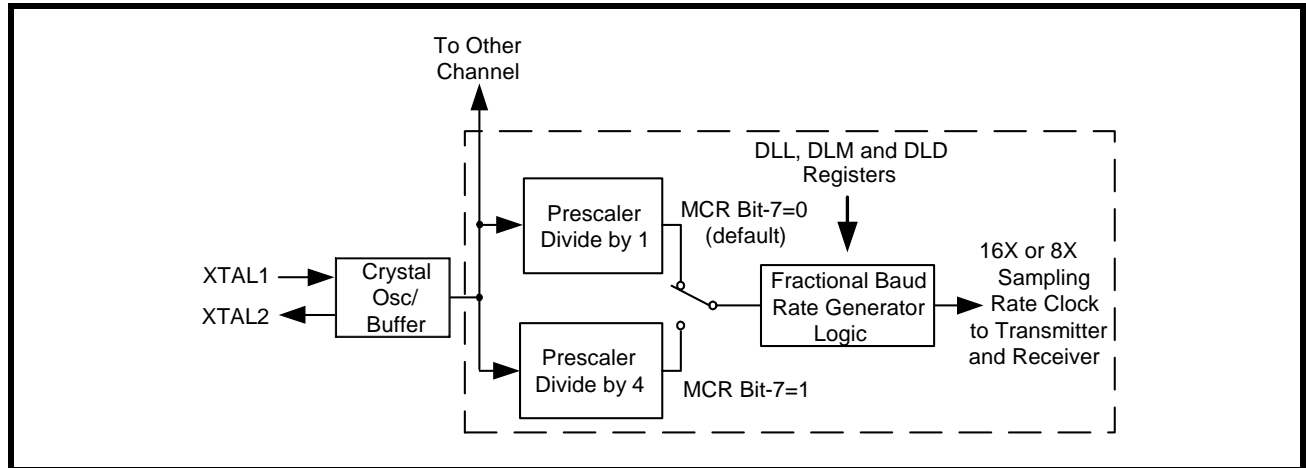 To Other
Channel
DLL, DLM and DLD
Registers
Prescaler
Divide by 1
MCR Bit-7=0
(default)
16X or 8X
Sampling
Rate Clock
to Transmitter
and Receiver
XTAL1
XTAL2
Crystal
Osc/
Buffer
Fractional Baud
Rate Generator
Logic
Prescaler
Divide by 4
MCR Bit-7=1